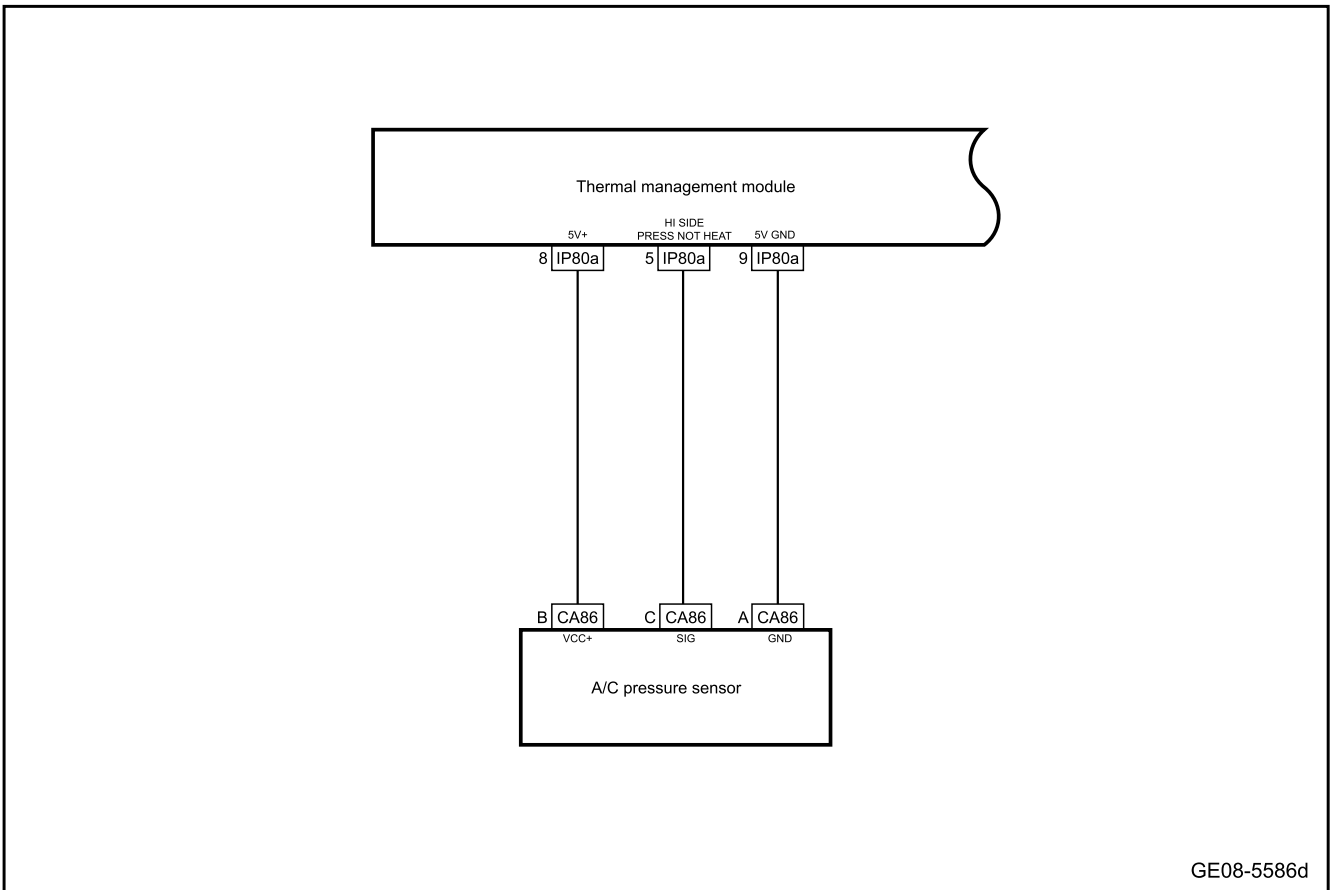 Thermal management module
HI SIDE
5V+ PRESS NOT HEAT 5V GND
8 IP80a 5 IP80a 9 IP80a
B CA86 C CA86 A CA86
VCC+ SIG GND
A/C pressure sensor
GE08-5586d